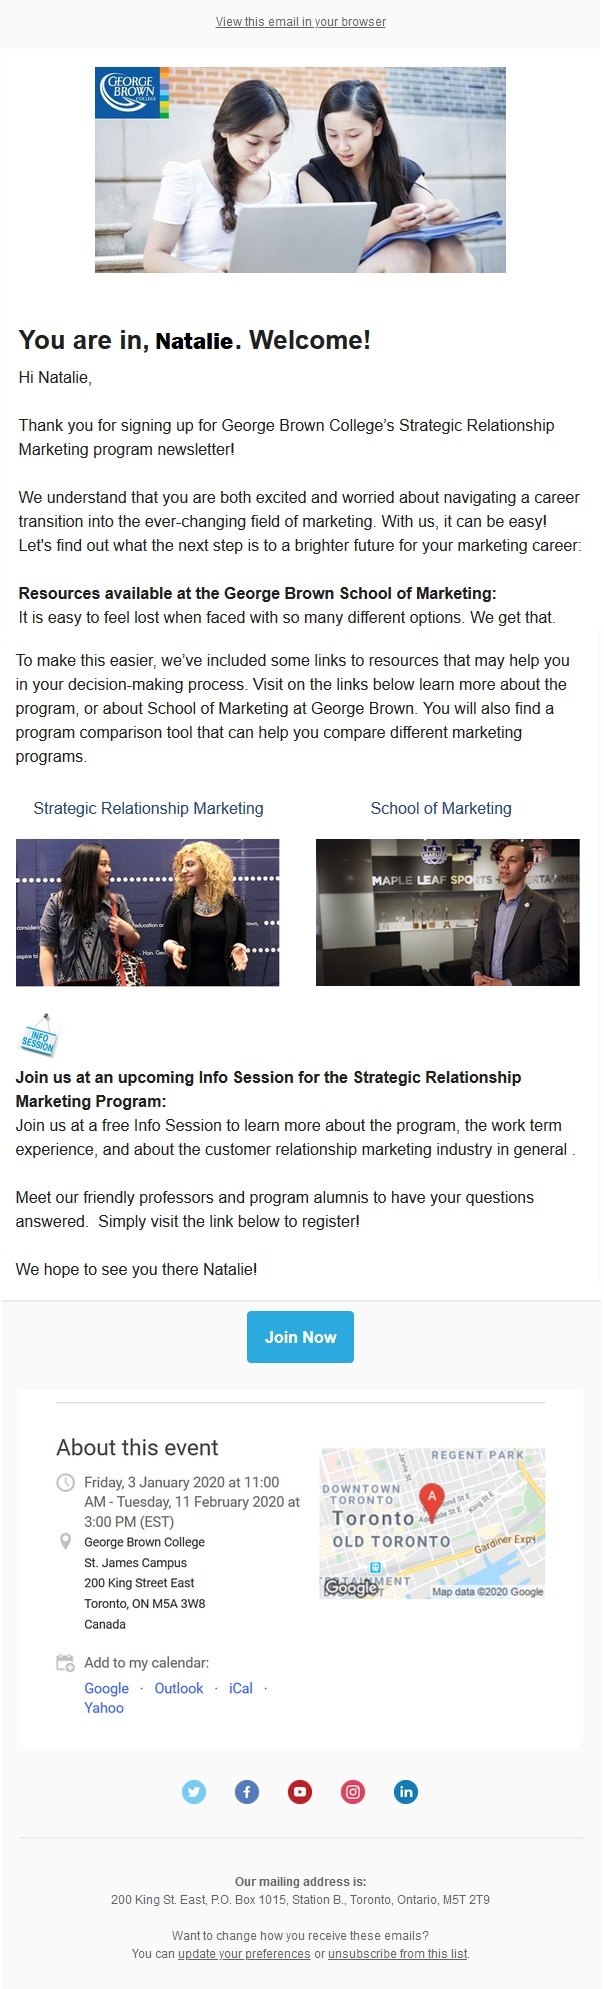 View this email in your browser
GEORGE
BROWN
COLLEGE
You are in, Natalie. Welcome!
Hi Natalie,
Thank you for signing up for George Brown College’s Strategic Relationship
Marketing program newsletter!
We understand that you are both excited and worried about navigating a career
transition into the ever-changing field of marketing. With us, it can be easy!
Let's find out what the next step is to a brighter future for your marketing career:
Resources available at the George Brown School of Marketing:
It is easy to feel lost when faced with so many different options. We get that.
To make this easier, we’ve included some links to resources that may help you
in your decision-making process. Visit on the links below learn more about the
program, or about School of Marketing at George Brown. You will also find a
program comparison tool that can help you compare different marketing
programs.
Strategic Relationship Marketing
School of Marketing
MAPLE LEAF SPORTS
INFO
SESSION
Join us at an upcoming Info Session for the Strategic Relationship
Marketing Program:
Join us at a free Info Session to learn more about the program, the work term
experience, and about the customer relationship marketing industry in general .
Meet our friendly professors and program alumnis to have your questions
answered.  Simply visit the link below to register!
We hope to see you there Natalie!
Join Now
About this event
Friday, 3 January 2020 at 11:00
AM - Tuesday, 11 February 2020 at
3:00 PM (EST)
George Brown College
St. James Campus
200 King Street East
Toronto, ON M5A 3W8
Canada
Add to my calendar:
Google · Outlook · iCal ·
Yahoo
REGENT PARK
Jarvis St
DOWNTOWN
TORONTO
A
Toronto
Adelaide St E
King St E
OLD TORONTO
Gardiner Expy
Google
Map data ©2020 Google
Our mailing address is:
200 King St. East, P.O. Box 1015, Station B., Toronto, Ontario, M5T 2T9
Want to change how you receive these emails?
You can update your preferences or unsubscribe from this list.